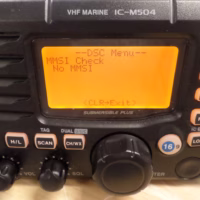 VHF MARINE IC-M504
--DSC Menu--
MMSI Check
No MMSI
<CLR=Exit>
SUBMERSIBLE PLUS
TAG
DUAL
H/L
SCAN
CH/WX
16
VOL